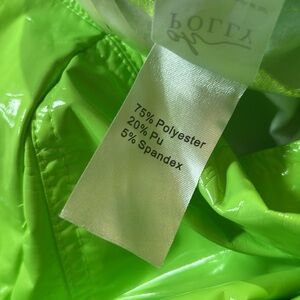 POLLY
75% Polyester
20% Pu
5% Spandex